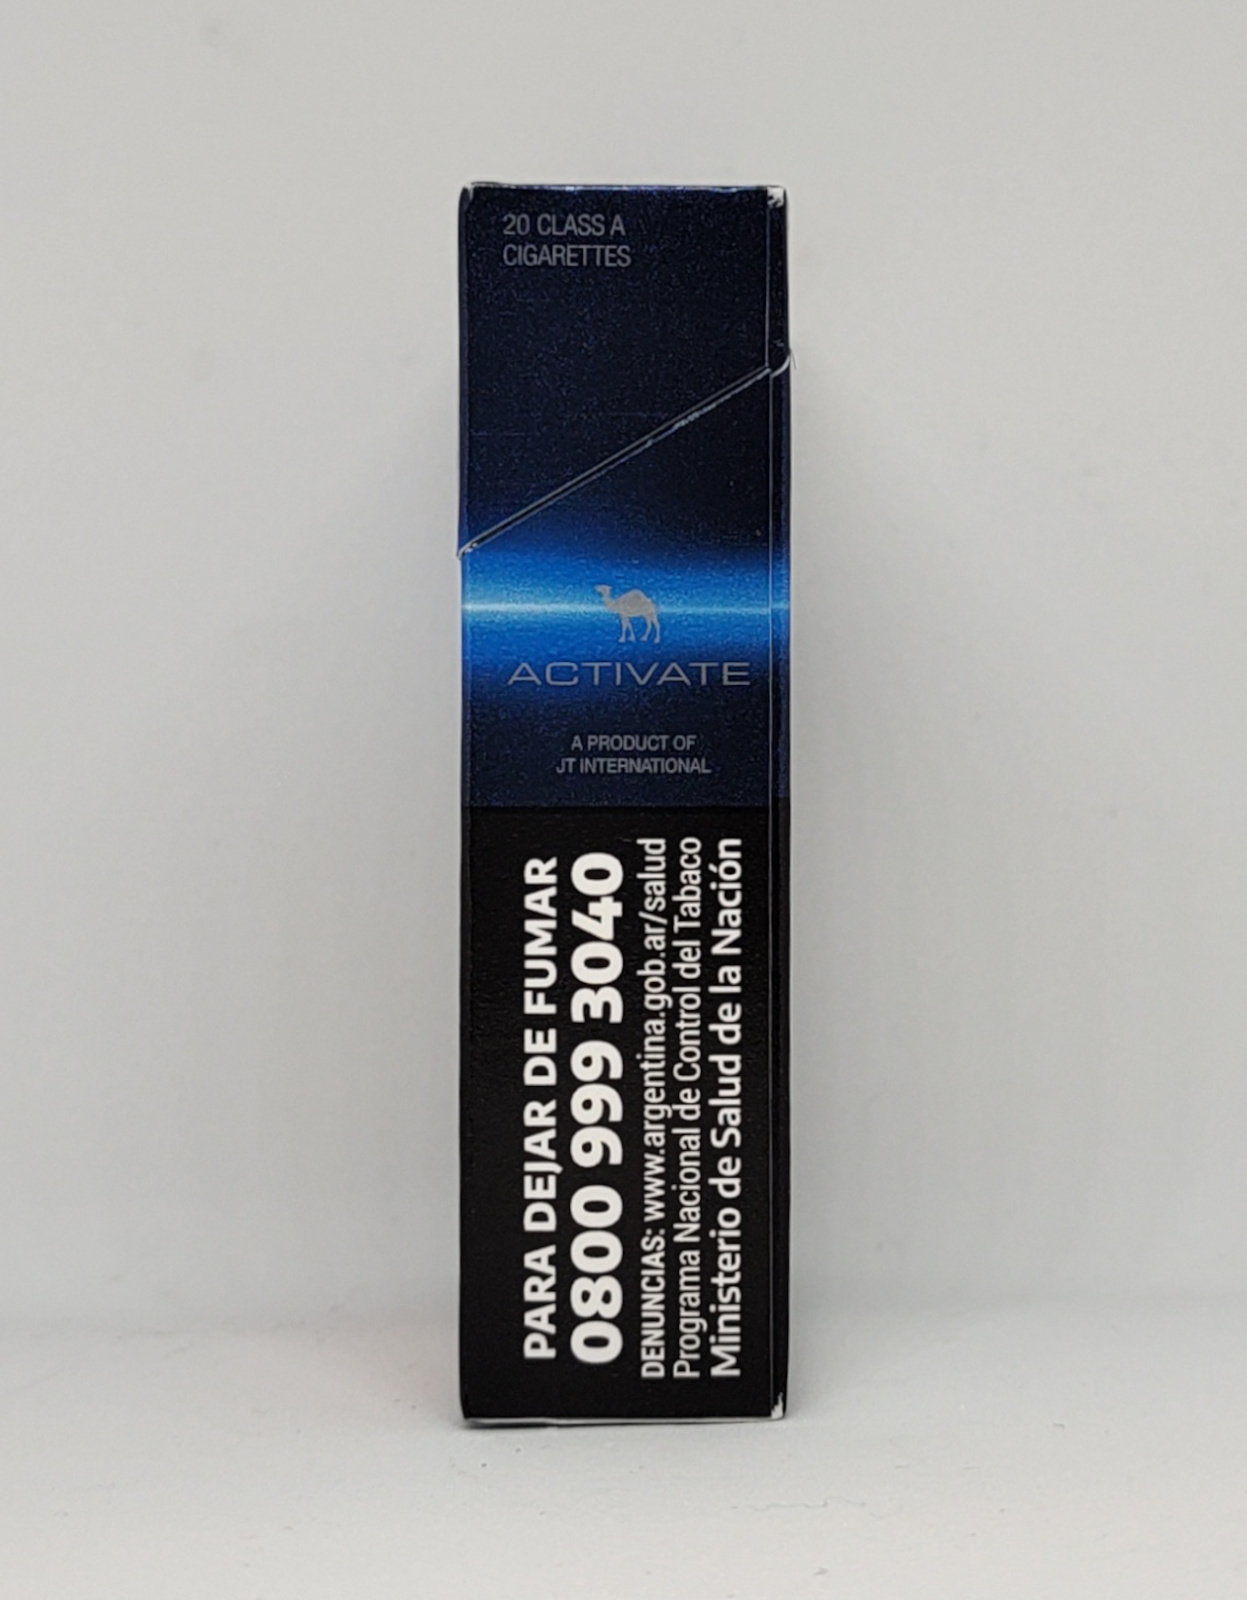 20 CLASS A
CIGARETTES
ACTIVATE
A PRODUCT OF
JT INTERNATIONAL
PARA DEJAR DE FUMAR
0800 999 3040
DENUNCIAS: www.argentina.gob.ar/salud
Programa Nacional de Control del Tabaco
Ministerio de Salud de la Nación